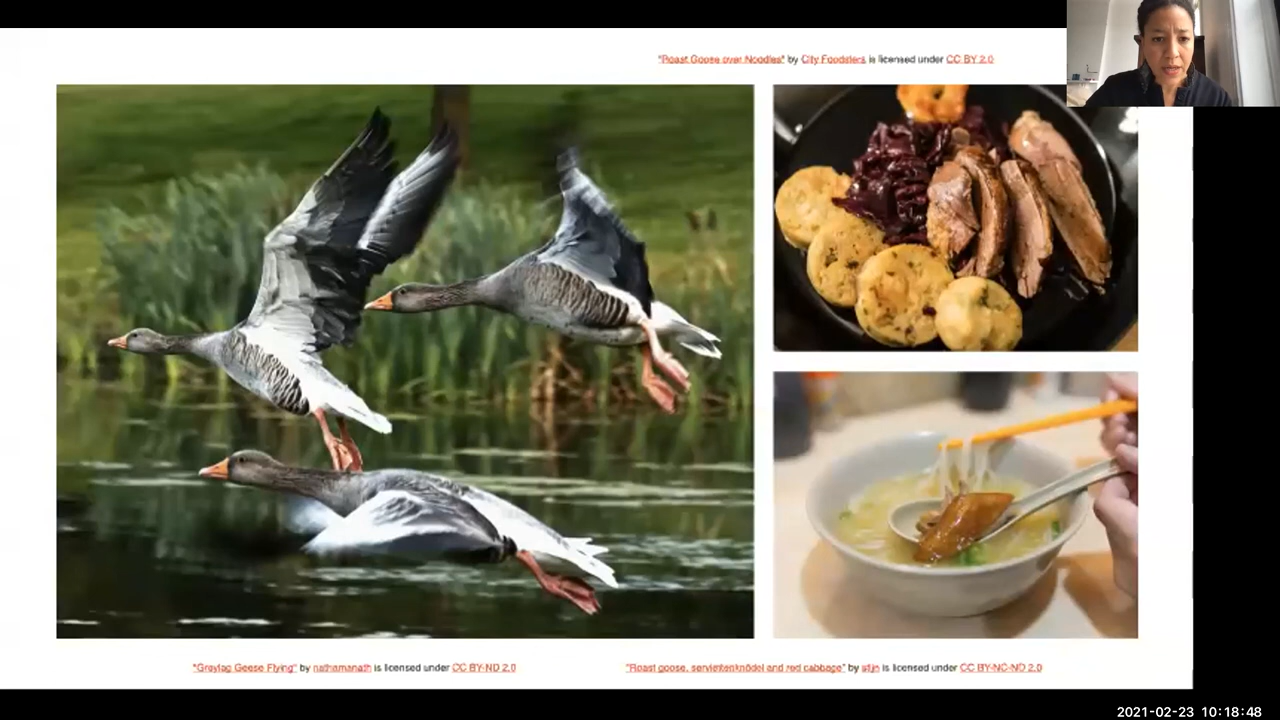 "Roast Goose over Noodles" by City Foodsters is licensed under CC BY 2.0
"Greylag Geese Flying" by nathamanath is licensed under CC BY-ND 2.0
"Roast goose, serviettenknödel and red cabbage" by stijn is licensed under CC BY-NC-ND 2.0
2021-02-23 10:18:48